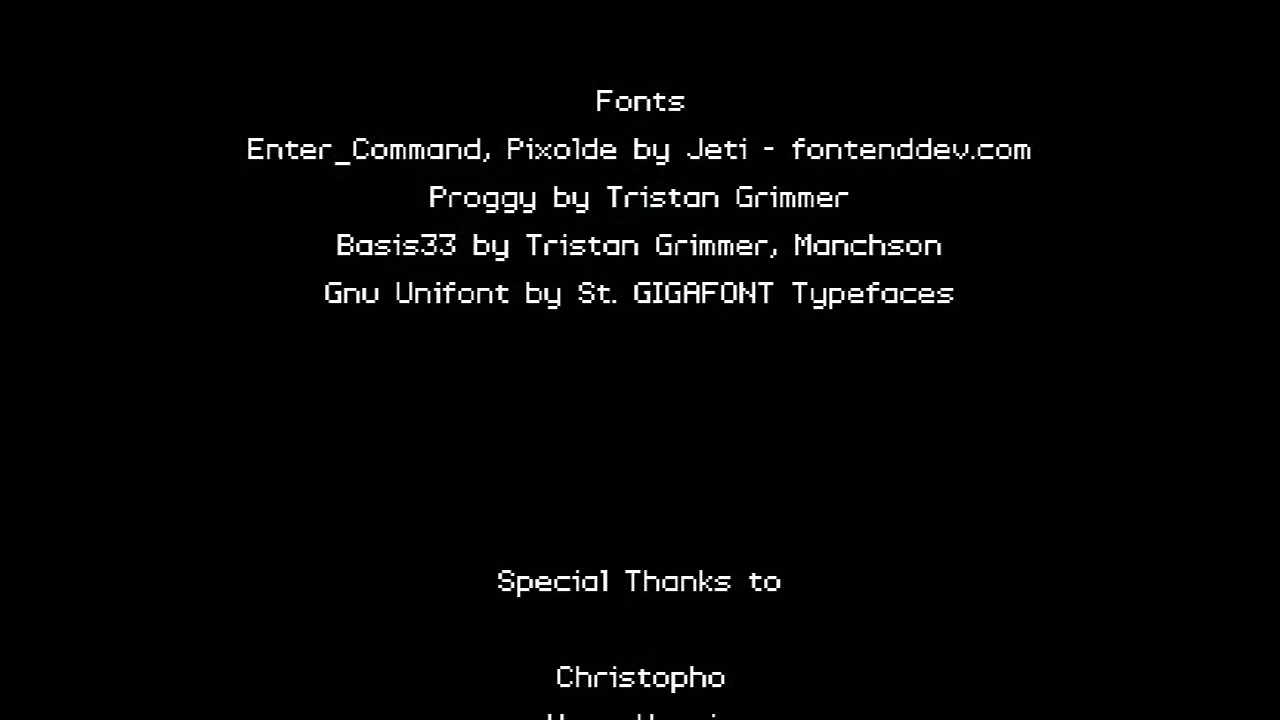 Fonts
Enter_Command, Pixolde by Jeti - fontenddev.com
Proggy by Tristan Grimmer
Basis33 by Tristan Grimmer, Manchson
Gnu Unifont by St. GIGAFONT Typefaces
Special Thanks to
Christopho